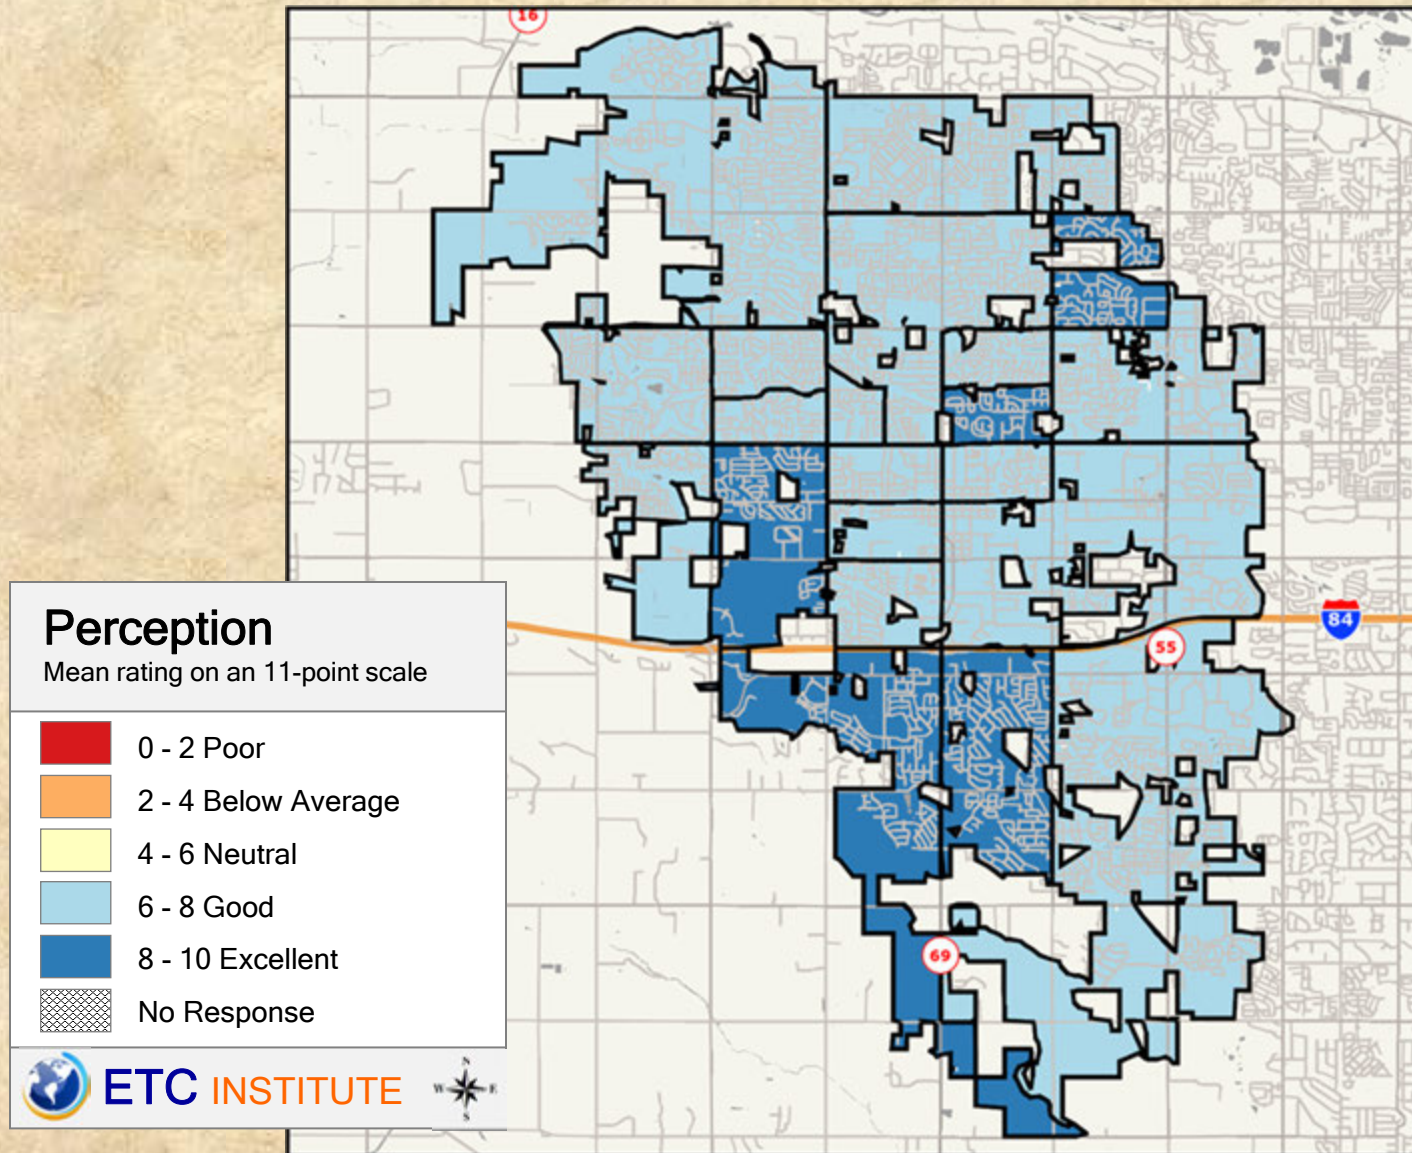 16
84
55
Perception
Mean rating on an 11-point scale
0 - 2 Poor
2 - 4 Below Average
4 - 6 Neutral
6 - 8 Good
8 - 10 Excellent
69
No Response
ETC INSTITUTE
N
W E
S